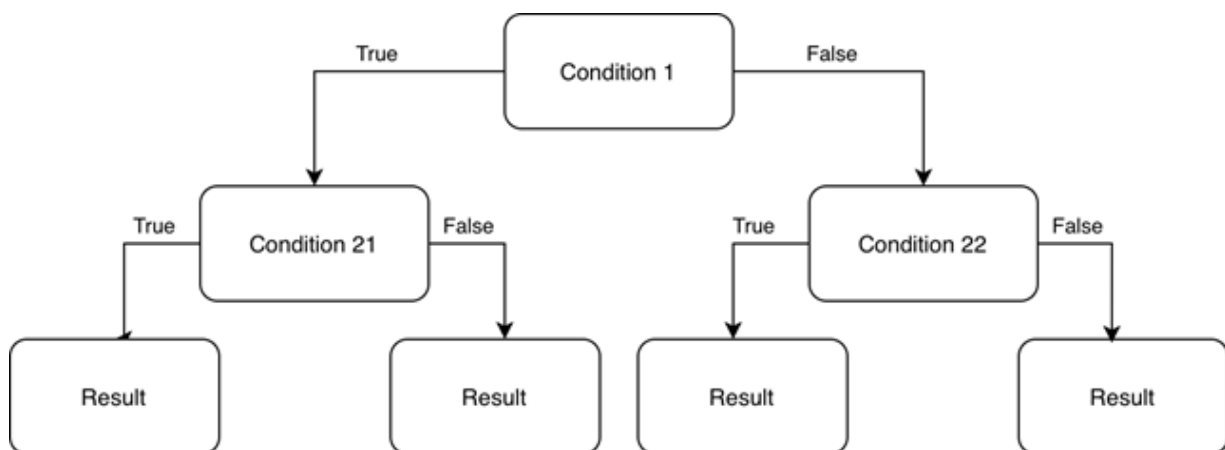 True
False
Condition 1
True
False
True
False
Condition 21
Condition 22
Result
Result
Result
Result